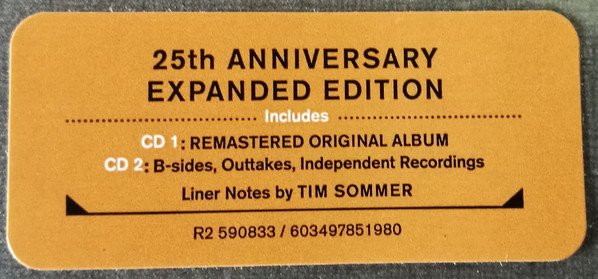 25th ANNIVERSARY
EXPANDED EDITION
Includes
CD 1: REMASTERED ORIGINAL ALBUM
CD 2: B-sides, Outtakes, Independent Recordings
Liner Notes by TIM SOMMER
R2 590833 / 603497851980